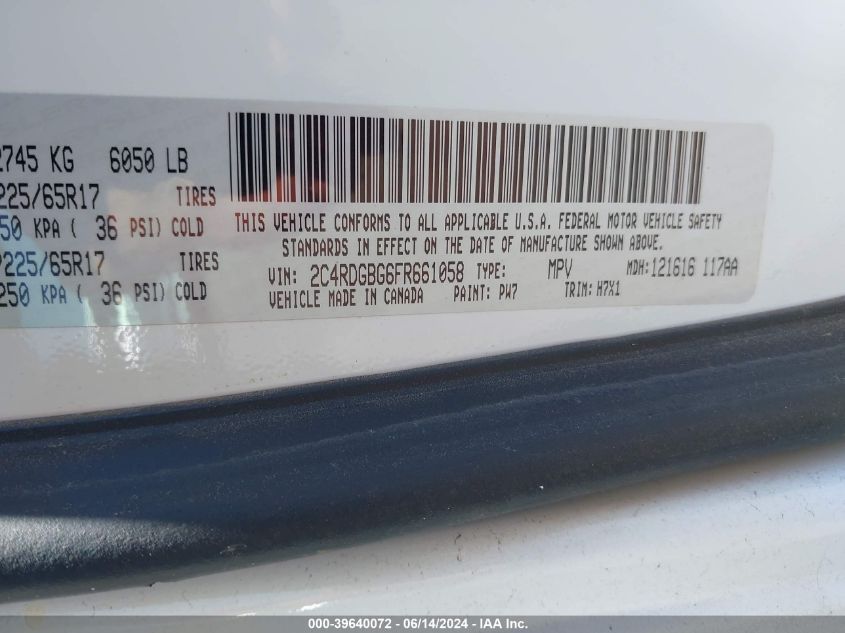 2745 KG 6050 LB
225/65R17 TIRES
50 KPA ( 36 PSI) COLD
P225/65R17 TIRES
250 KPA ( 36 PSI) COLD
THIS VEHICLE CONFORMS TO ALL APPLICABLE U.S.A. FEDERAL MOTOR VEHICLE SAFETY
STANDARDS IN EFFECT ON THE DATE OF MANUFACTURE SHOWN ABOVE.
VIN: 2C4RDGBG6FR661058 TYPE: MPV MDH:121616 117AA
VEHICLE MADE IN CANADA PAINT: PW7 TRIM: H7X1
000-39640072 - 06/14/2024 - IAA Inc.